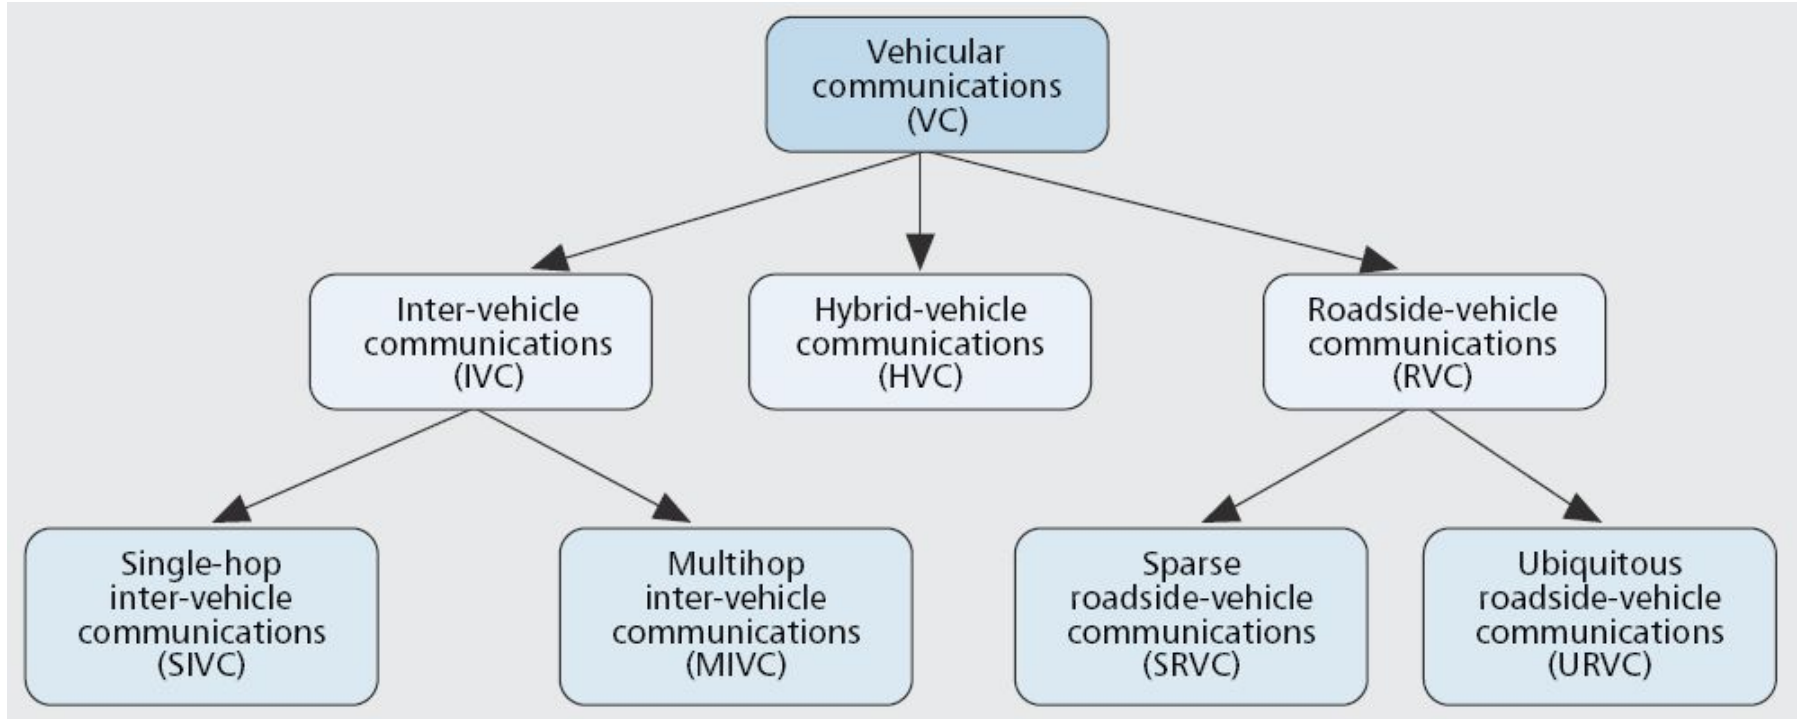 Vehicular
communications
(VC)
Inter-vehicle
communications
(IVC)
Hybrid-vehicle
communications
(HVC)
Roadside-vehicle
communications
(RVC)
Single-hop
inter-vehicle
communications
(SIVC)
Multihop
inter-vehicle
communications
(MIVC)
Sparse
roadside-vehicle
communications
(SRVC)
Ubiquitous
roadside-vehicle
communications
(URVC)